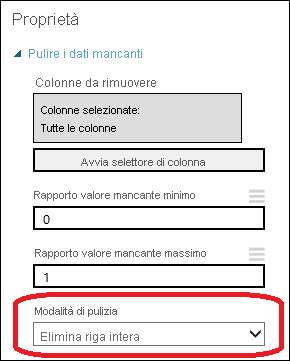 Proprietà
Pulire i dati mancanti
Colonne da rimuovere
Colonne selezionate:
Tutte le colonne
Avvia selettore di colonna
Rapporto valore mancante minimo
0
Rapporto valore mancante massimo
1
Modalità di pulizia
Elimina riga intera